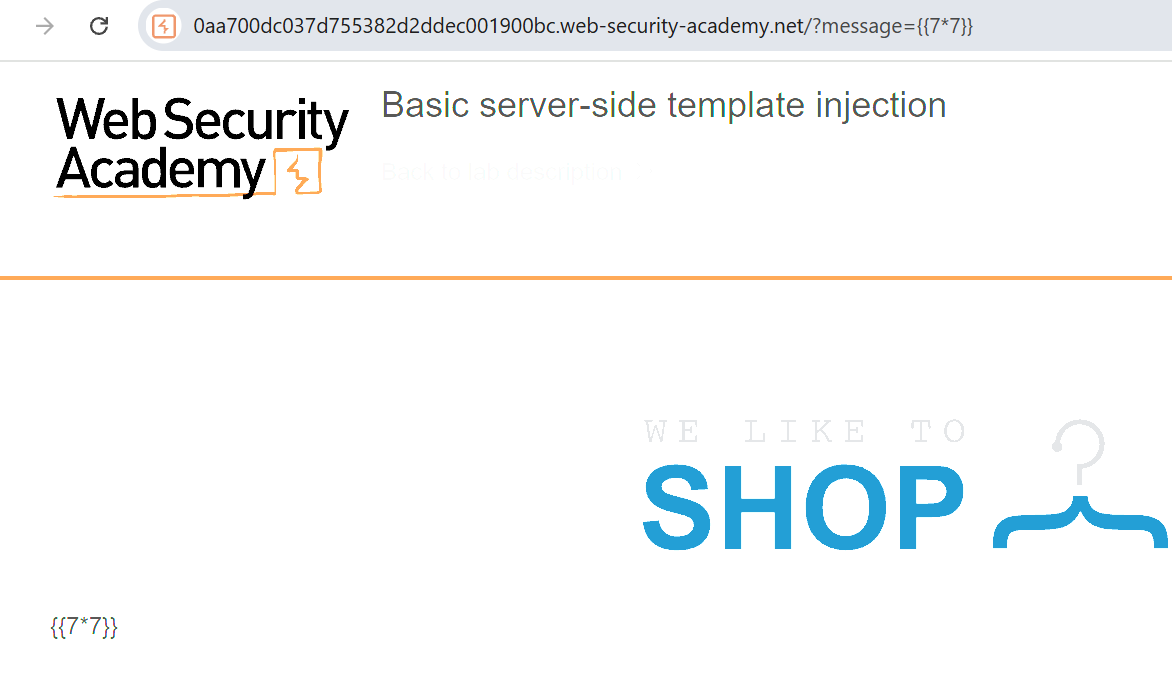 0aa700dc037d755382d2ddec001900bc.web-security-academy.net/?message={{7*7}}
Web Security
Academy
Basic server-side template injection
Back to lab description
WE LIKE TO
SHOP
{{7*7}}